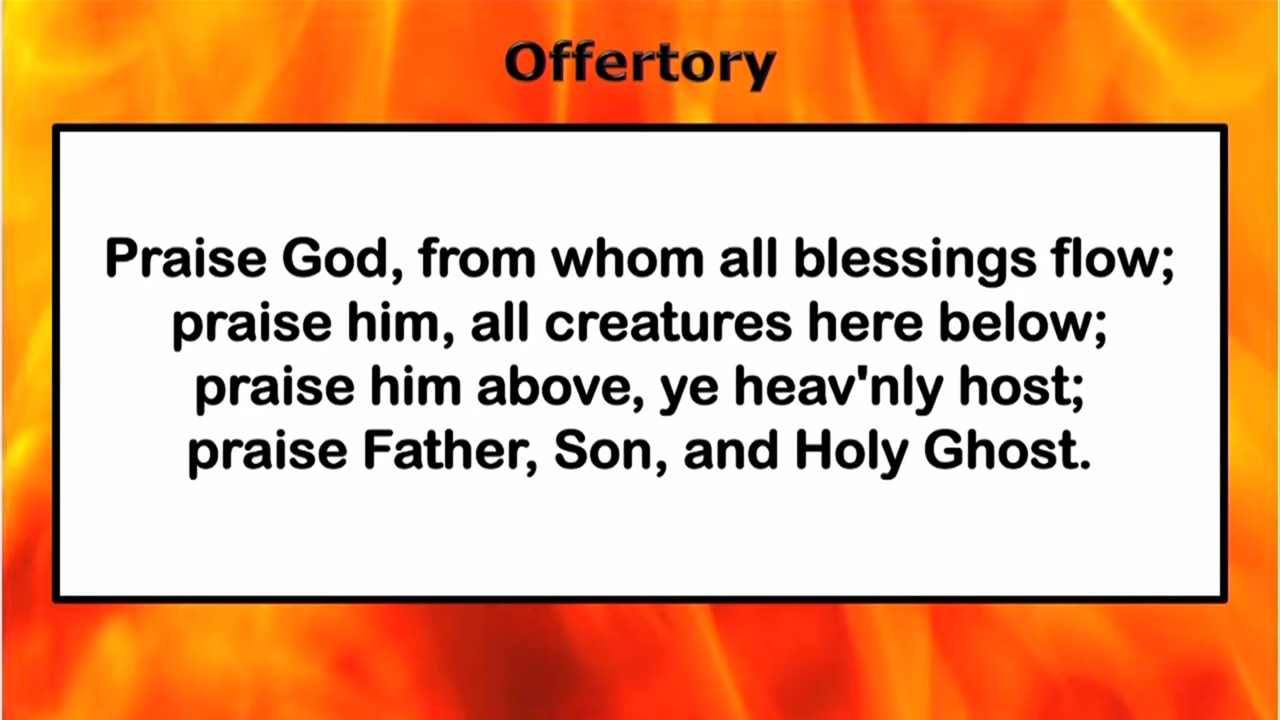 Offertory
Praise God, from whom all blessings flow;
praise him, all creatures here below;
praise him above, ye heav'nly host;
praise Father, Son, and Holy Ghost.